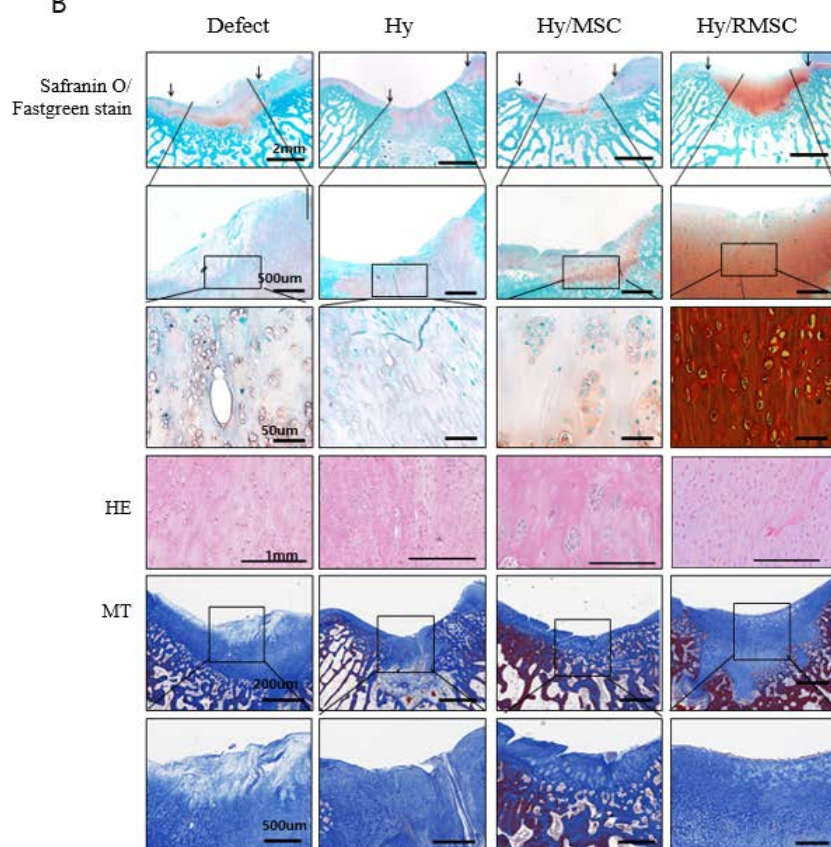 B
Defect Hy Hy/MSC Hy/RMSC
Safranin O/
Fastgreen stain
2mm
500um
50um
HE
1mm
MT
200um
500um